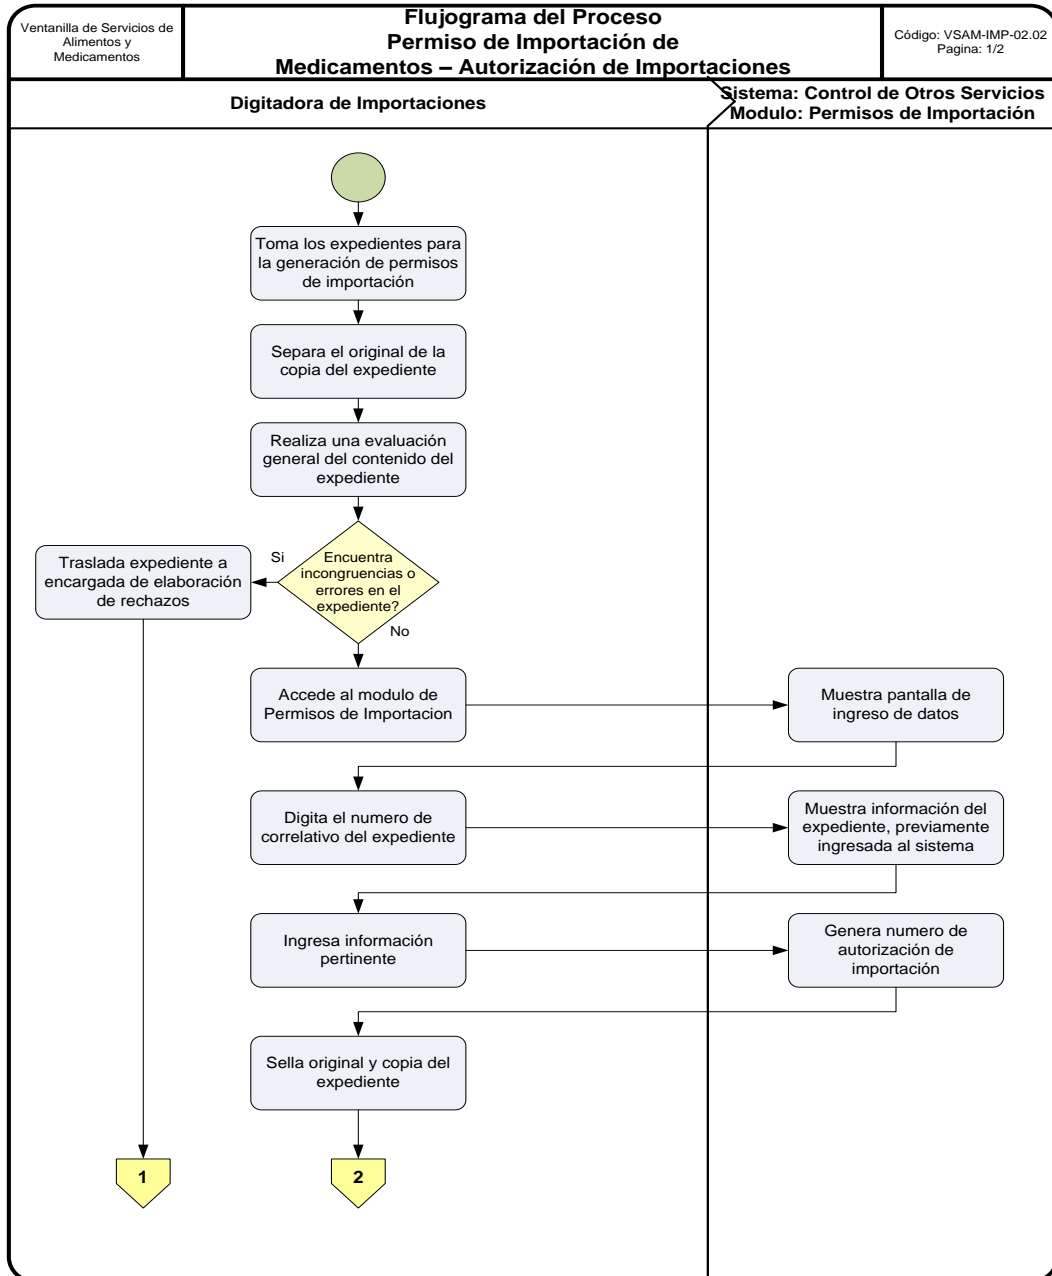 Ventanilla de Servicios de
Alimentos y
Medicamentos
Flujograma del Proceso
Permiso de Importación de
Medicamentos – Autorización de Importaciones
Código: VSAM-IMP-02.02
Pagina: 1/2
Digitadora de Importaciones
Sistema: Control de Otros Servicios
Modulo: Permisos de Importación
Toma los expedientes para
la generación de permisos
de importación
Separa el original de la
copia del expediente
Realiza una evaluación
general del contenido del
expediente
Encuentra
incongruencias o
errores en el
expediente?
Si
Traslada expediente a
encargada de elaboración
de rechazos
No
Accede al modulo de
Permisos de Importacion
Muestra pantalla de
ingreso de datos
Digita el numero de
correlativo del expediente
Muestra información del
expediente, previamente
ingresada al sistema
Ingresa información
pertinente
Genera numero de
autorización de
importación
Sella original y copia del
expediente
1
2